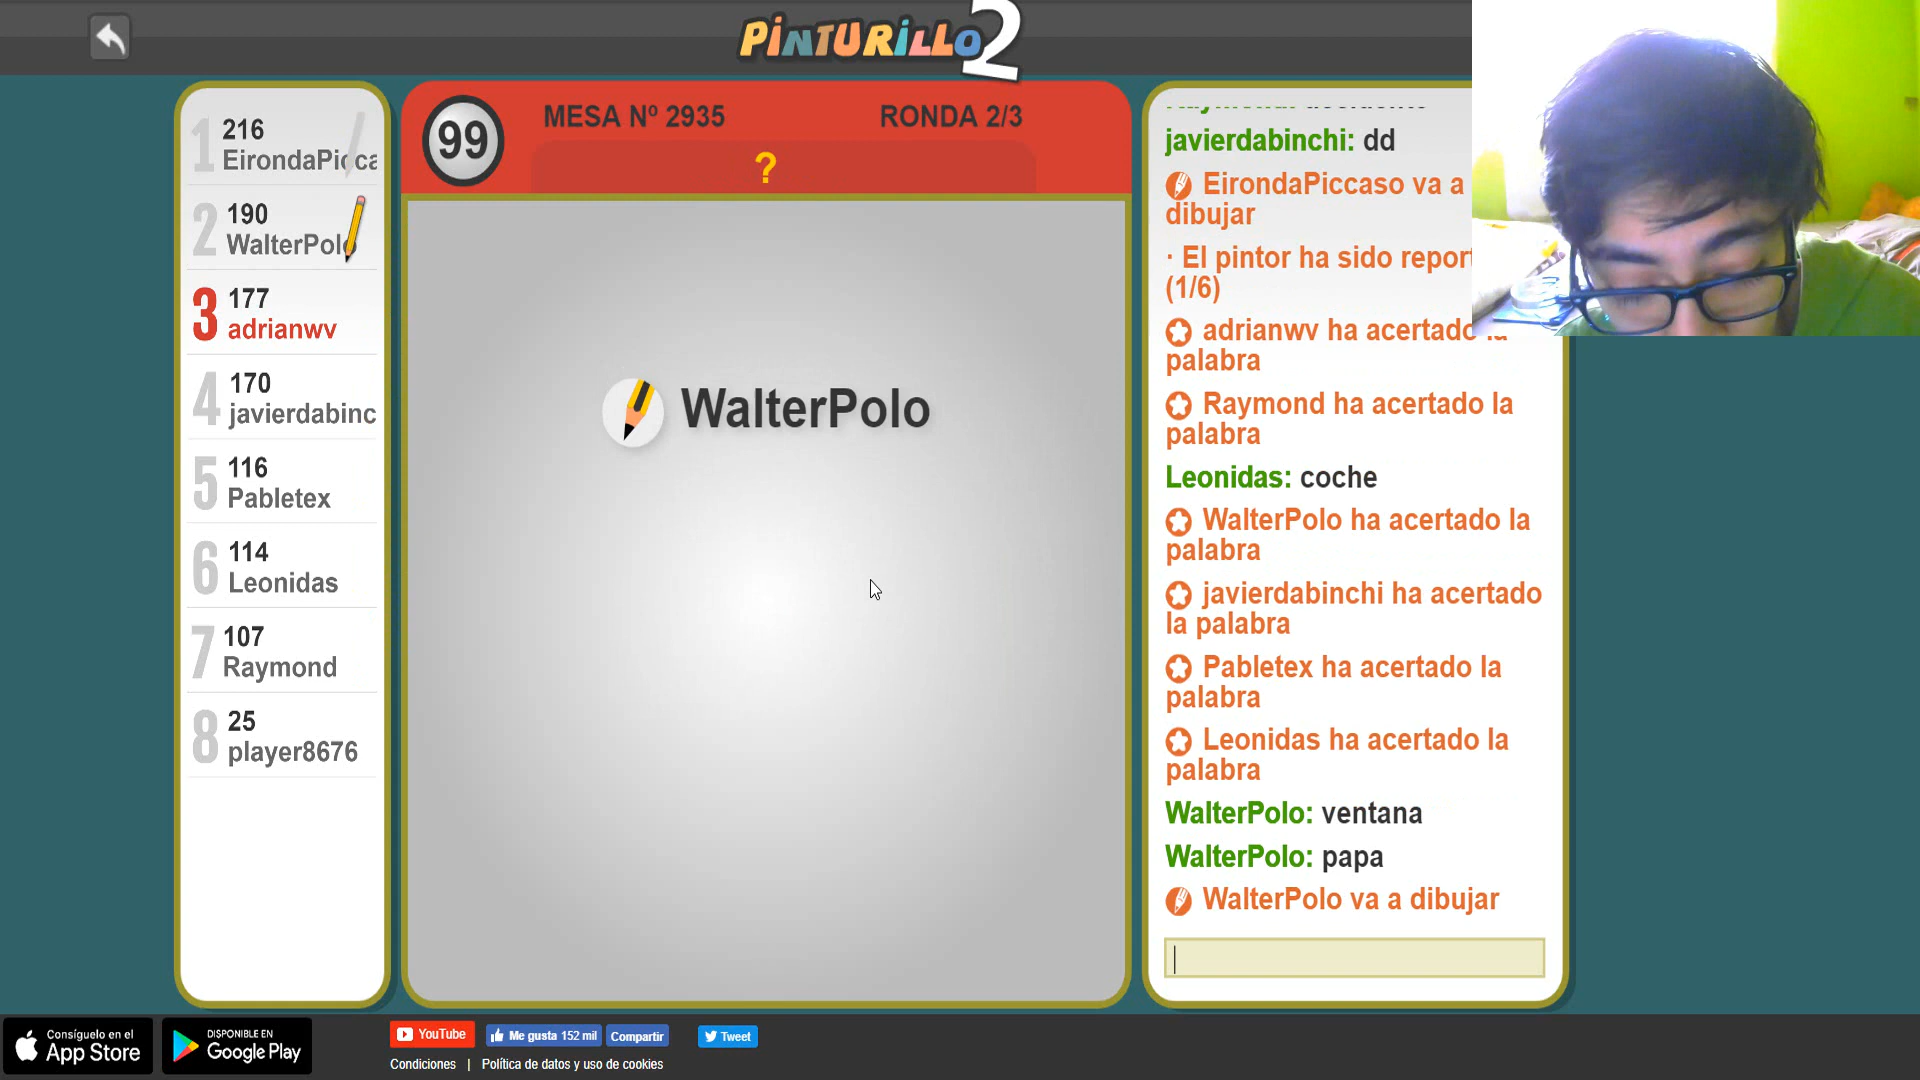 PINTURILLO 2
1 216
EirondaPicca
2 190
WalterPolo
3 177
adrianwv
4 170
javierdabinc
5 116
Pabletex
6 114
Leonidas
7 107
Raymond
8 25
player8676
99
MESA Nº 2935
RONDA 2/3
?
WalterPolo
javierdabinchi: dd
EirondaPiccaso va a
dibujar
· El pintor ha sido report
(1/6)
adrianwv ha acertado la
palabra
Raymond ha acertado la
palabra
Leonidas: coche
WalterPolo ha acertado la
palabra
javierdabinchi ha acertado
la palabra
Pabletex ha acertado la
palabra
Leonidas ha acertado la
palabra
WalterPolo: ventana
WalterPolo: papa
WalterPolo va a dibujar
Consíguelo en el
App Store
DISPONIBLE EN
Google Play
YouTube
Me gusta 152 mil
Compartir
Tweet
Condiciones | Política de datos y uso de cookies